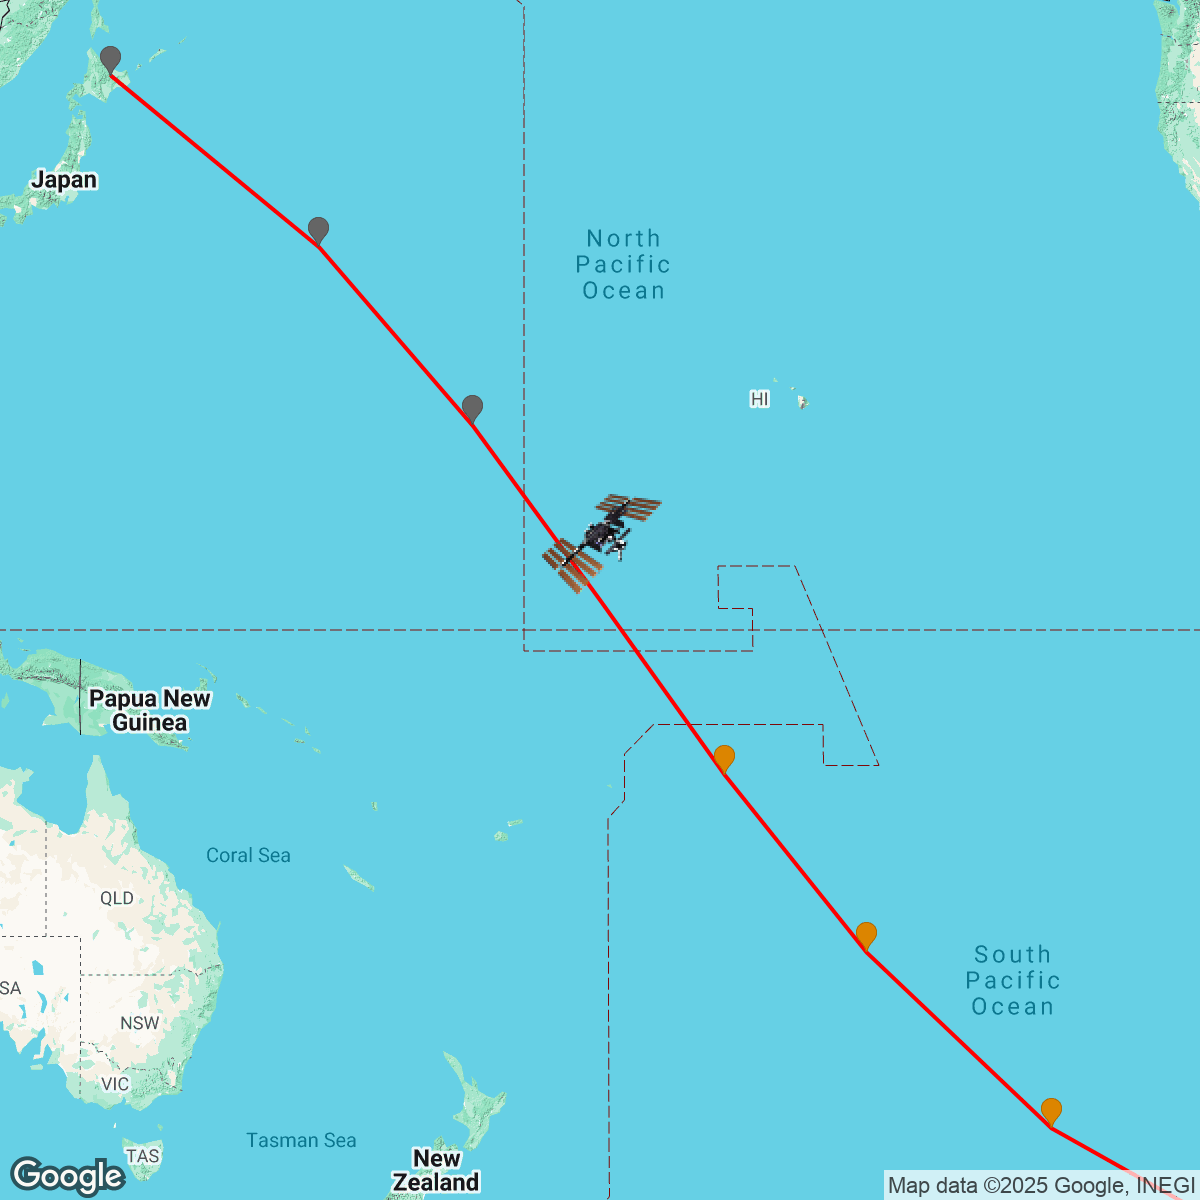 Japan
North
Pacific
Ocean
HI
Papua New
Guinea
Coral Sea
QLD
South
Pacific
Ocean
SA
NSW
VIC
Tasman Sea
TAS
New
Zealand
Google
Map data ©2025 Google, INEGI